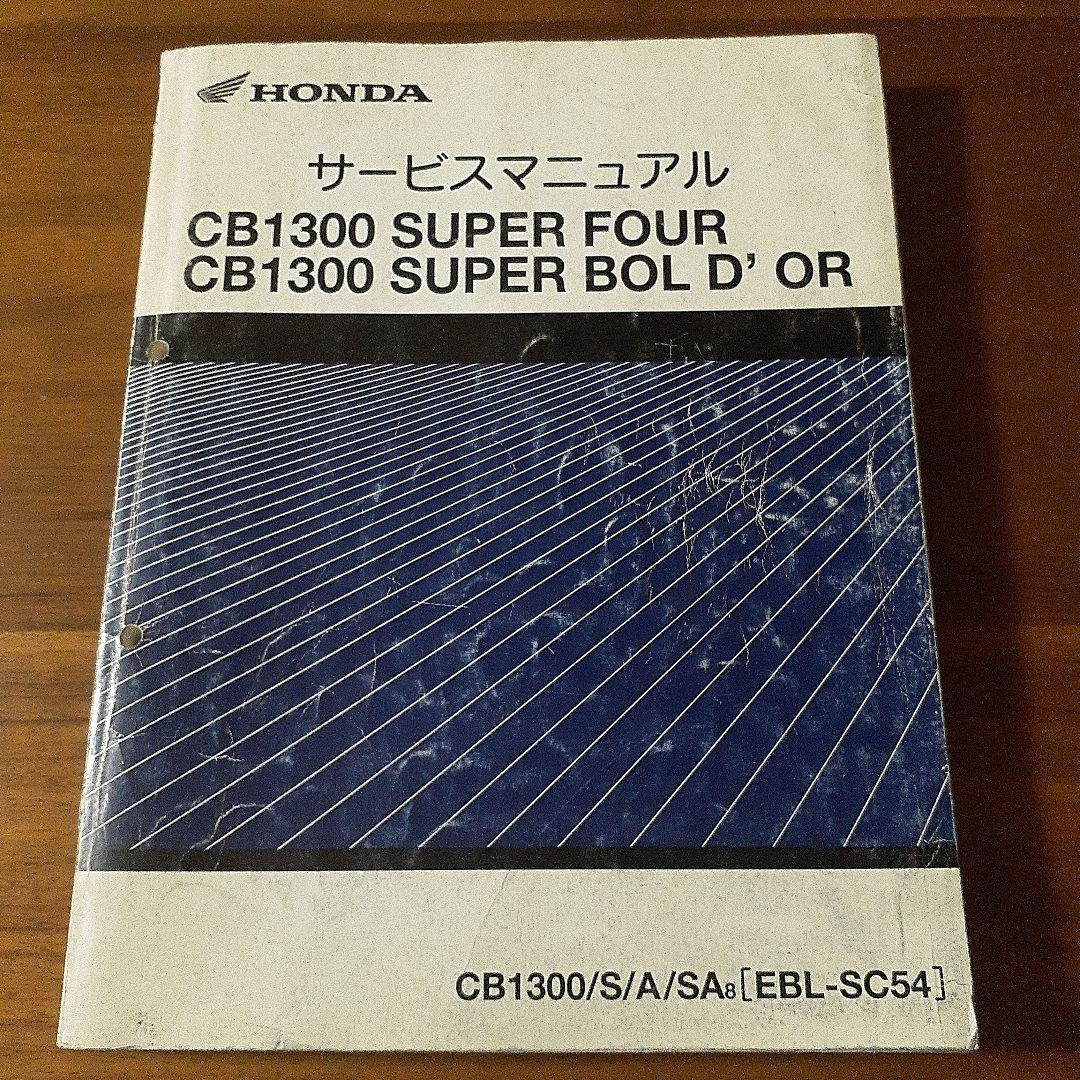 HONDA
サービスマニュアル
CB1300 SUPER FOUR
CB1300 SUPER BOL D' OR
CB1300/S/A/SA8[EBL-SC54]